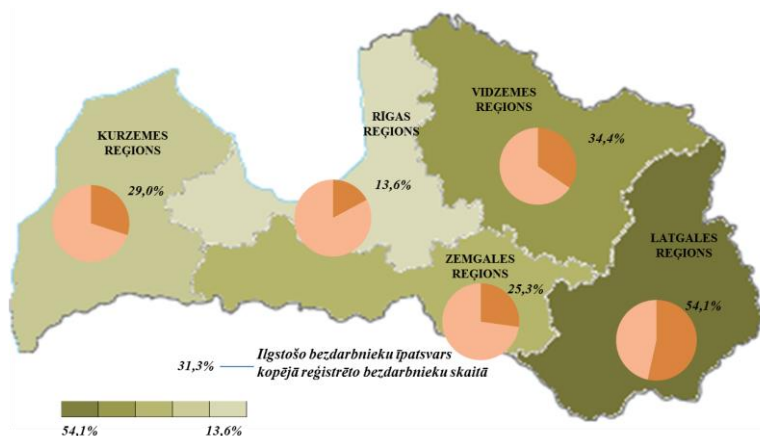 VIDZEMES
REĢIONS
34,4%
RĪGAS
REĢIONS
13,6%
KURZEMES
REĢIONS
29,0%
LATGALES
REĢIONS
54,1%
ZEMGALES
REĢIONS
25,3%
31,3%
Ilgstošo bezdarbnieku īpatsvars
kopējā reģistrēto bezdarbnieku skaitā
54,1%
13,6%